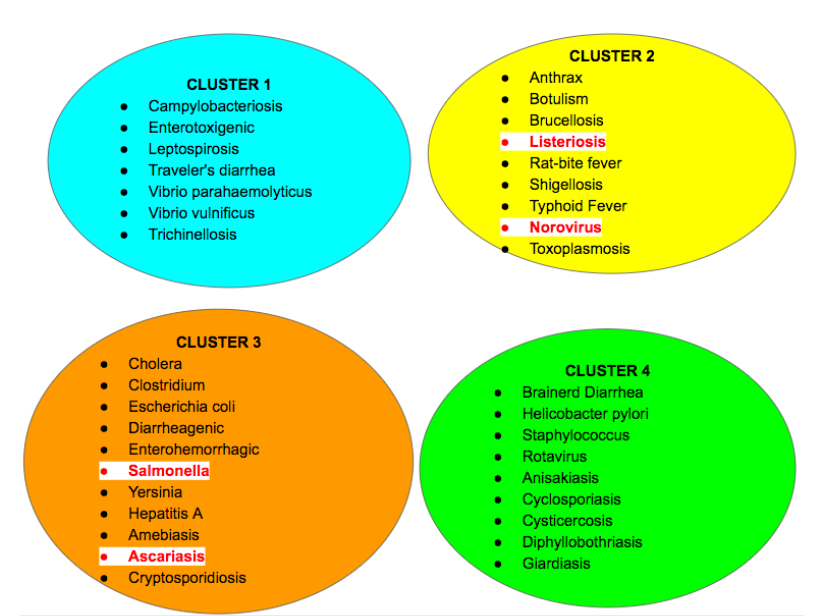 CLUSTER 1
● Campylobacteriosis
● Enterotoxigenic
● Leptospirosis
● Traveler's diarrhea
● Vibrio parahaemolyticus
● Vibrio vulnificus
● Trichinellosis
CLUSTER 2
● Anthrax
● Botulism
● Brucellosis
● Listeriosis
● Rat-bite fever
● Shigellosis
● Typhoid Fever
● Norovirus
● Toxoplasmosis
CLUSTER 3
● Cholera
● Clostridium
● Escherichia coli
● Diarrheagenic
● Enterohemorrhagic
● Salmonella
● Yersinia
● Hepatitis A
● Amebiasis
● Ascariasis
● Cryptosporidiosis
CLUSTER 4
● Brainerd Diarrhea
● Helicobacter pylori
● Staphylococcus
● Rotavirus
● Anisakiasis
● Cyclosporiasis
● Cysticercosis
● Diphyllobothriasis
● Giardiasis